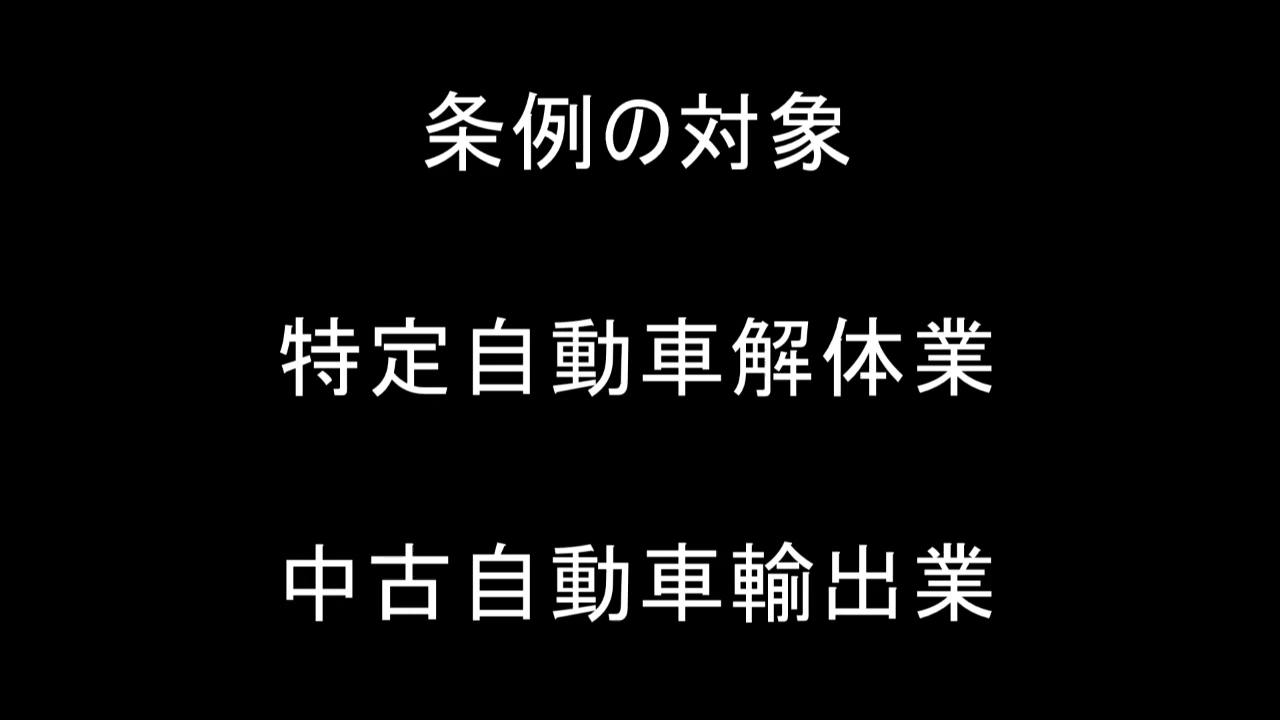 条例の対象
特定自動車解体業
中古自動車輸出業